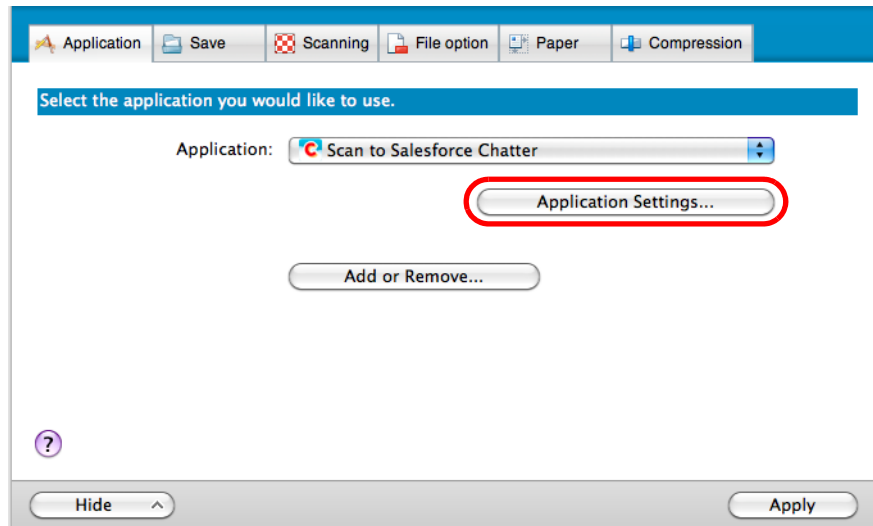 Application Save Scanning File option Paper Compression
Select the application you would like to use.
Application: C Scan to Salesforce Chatter
Application Settings...
Add or Remove...
?
Hide Apply